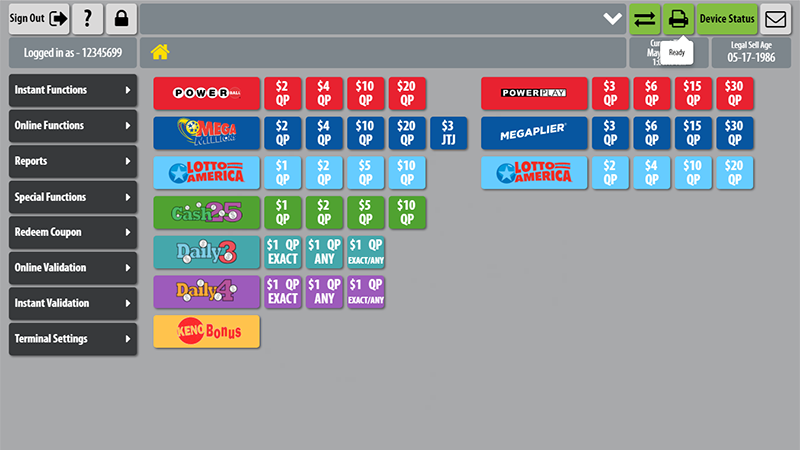 Sign Out
?
Device Status
Ready
Logged in as - 12345699
Legal Sell Age
05-17-1986
Instant Functions
Online Functions
Reports
Special Functions
Redeem Coupon
Online Validation
Instant Validation
Terminal Settings
POWERBALL $2 QP $4 QP $10 QP $20 QP
POWERPLAY $3 QP $6 QP $15 QP $30 QP
MEGA MILLIONS $2 QP $4 QP $10 QP $20 QP $3 JTJ
MEGAPLIER $3 QP $6 QP $15 QP $30 QP
LOTTO AMERICA $1 QP $2 QP $5 QP $10 QP
LOTTO AMERICA $2 QP $4 QP $10 QP $20 QP
Cash 25 $1 QP $2 QP $5 QP $10 QP
Daily 3 $1 QP EXACT $1 QP ANY $1 QP EXACT/ANY
Daily 4 $1 QP EXACT $1 QP ANY $1 QP EXACT/ANY
KENO Bonus